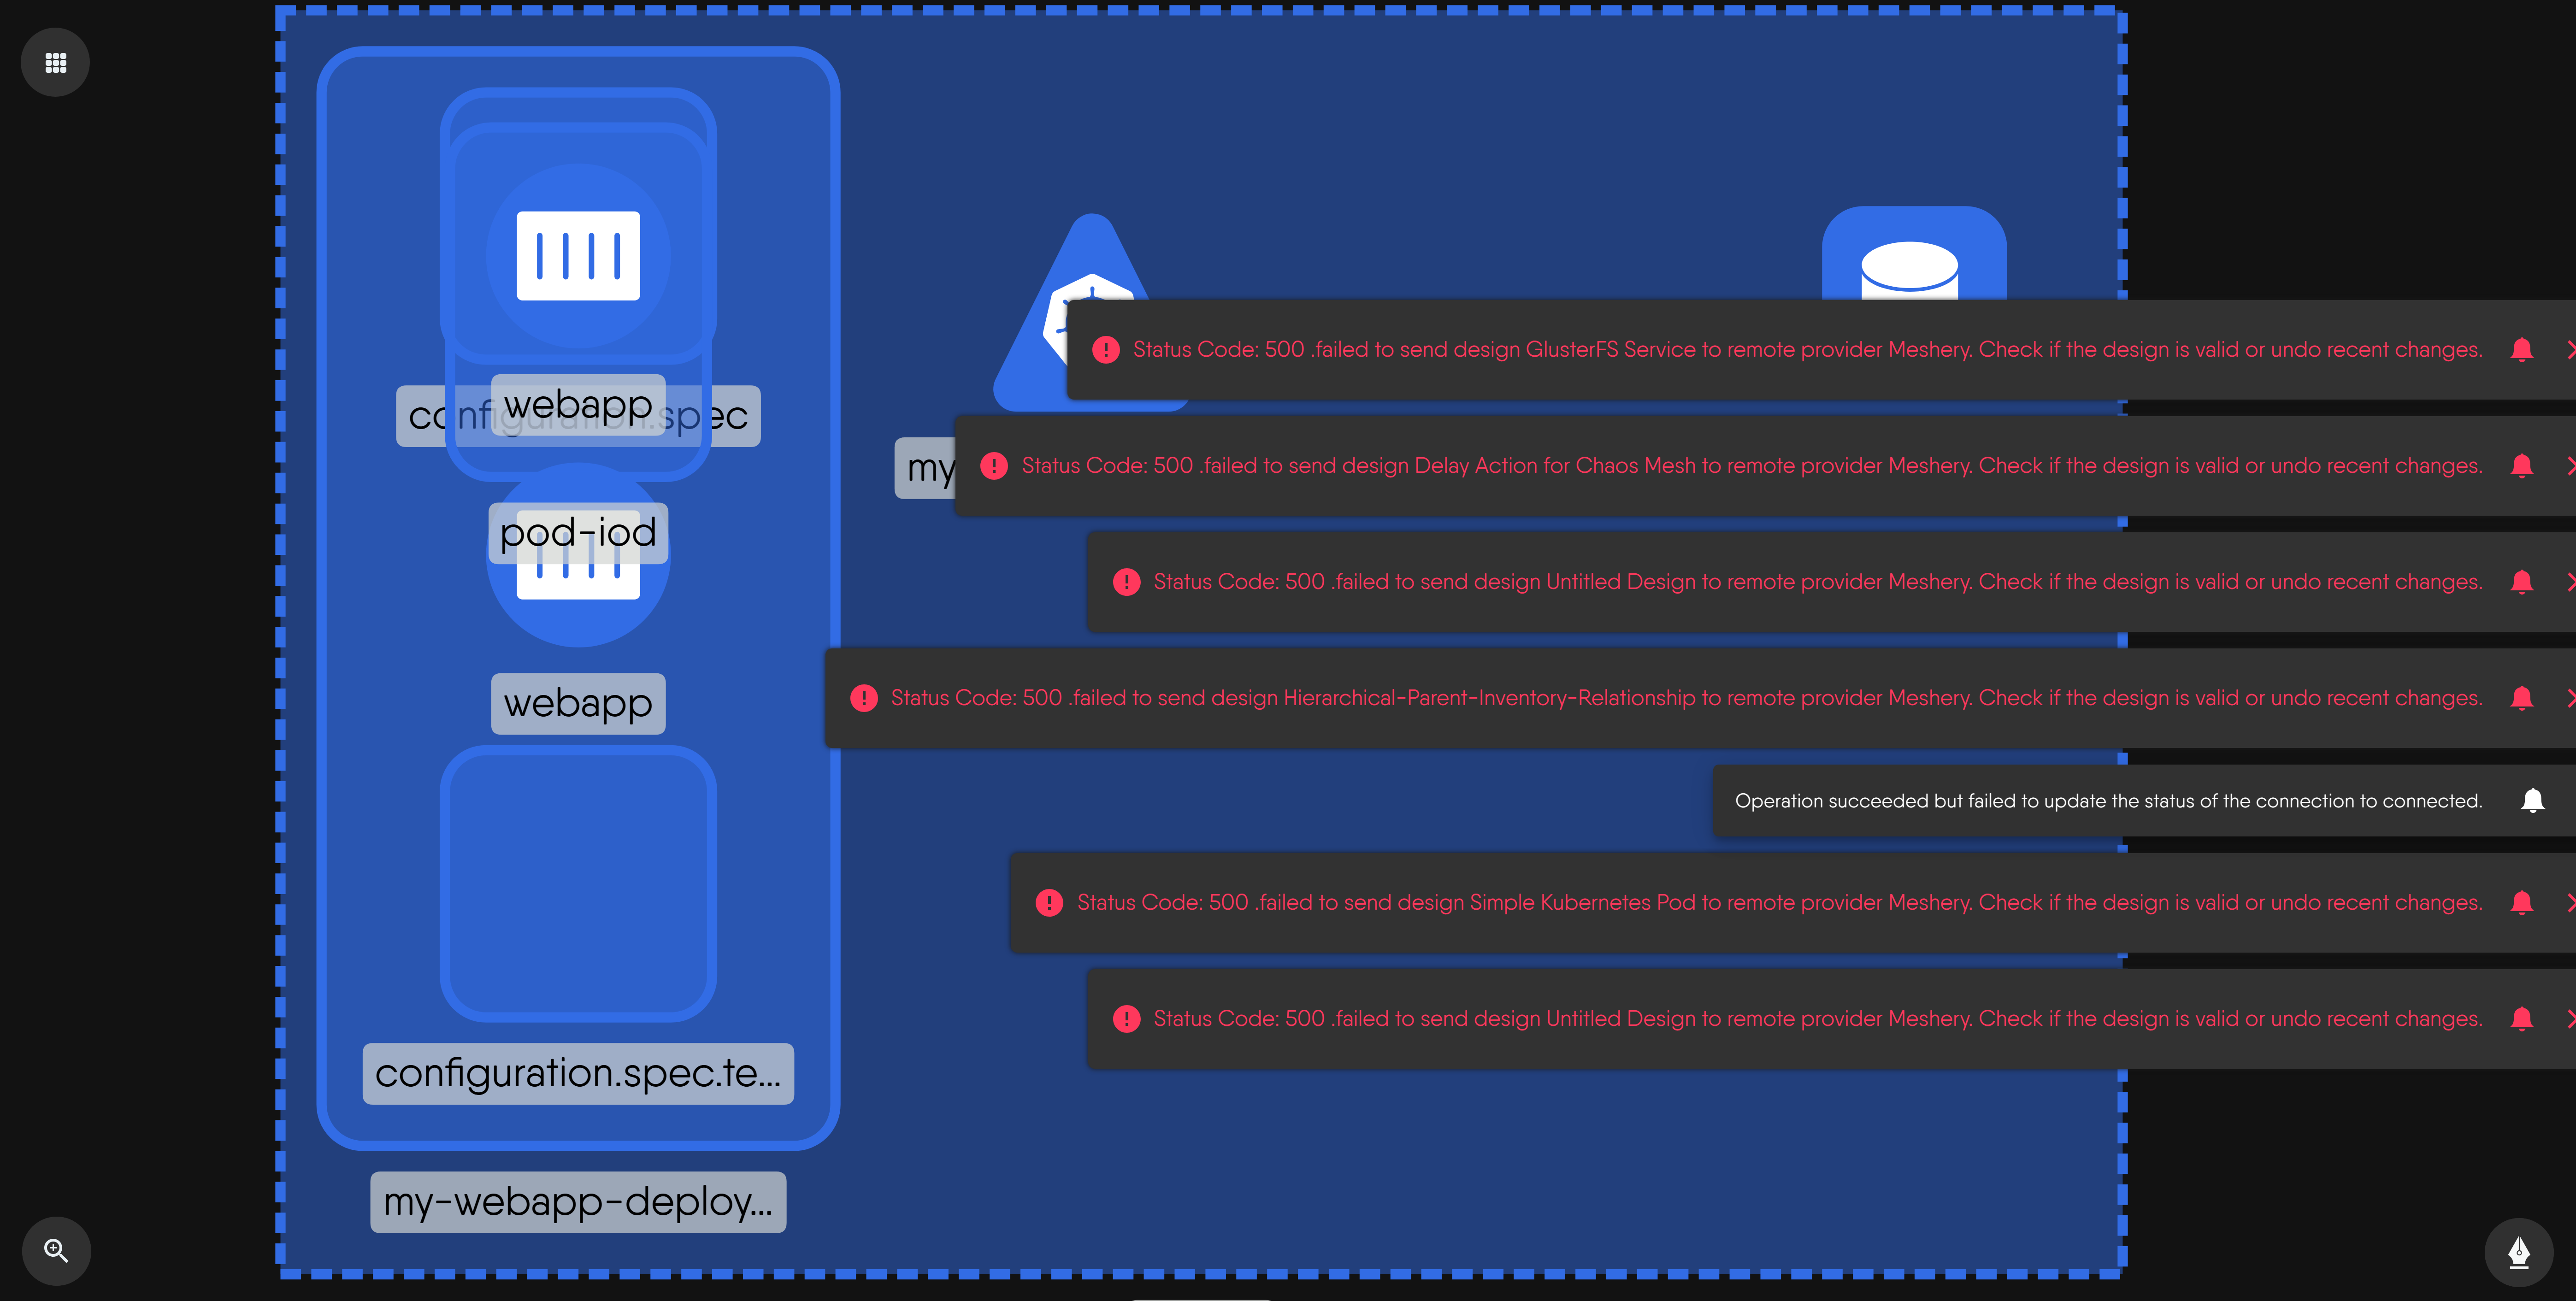 webapp
configuration.spec
my
pod-iod
webapp
configuration.spec.te...
my-webapp-deploy...
Status Code: 500 .failed to send design GlusterFS Service to remote provider Meshery. Check if the design is valid or undo recent changes.
Status Code: 500 .failed to send design Delay Action for Chaos Mesh to remote provider Meshery. Check if the design is valid or undo recent changes.
Status Code: 500 .failed to send design Untitled Design to remote provider Meshery. Check if the design is valid or undo recent changes.
Status Code: 500 .failed to send design Hierarchical-Parent-Inventory-Relationship to remote provider Meshery. Check if the design is valid or undo recent changes.
Operation succeeded but failed to update the status of the connection to connected.
Status Code: 500 .failed to send design Simple Kubernetes Pod to remote provider Meshery. Check if the design is valid or undo recent changes.
Status Code: 500 .failed to send design Untitled Design to remote provider Meshery. Check if the design is valid or undo recent changes.